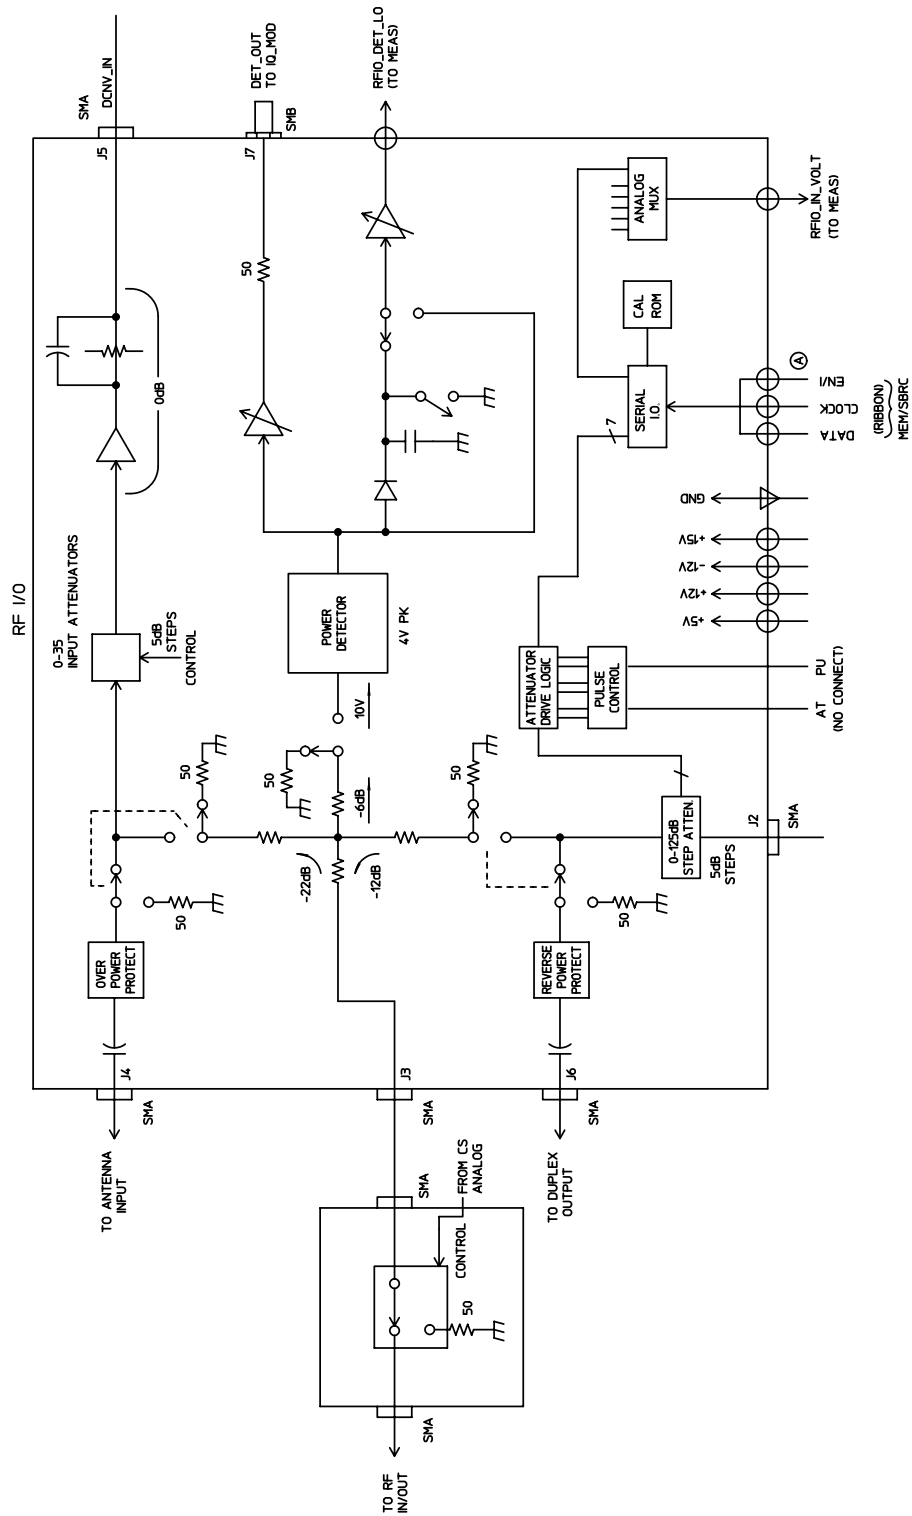 RF I/O
TO ANTENNA
INPUT
SMA
J4
OVER
POWER
PROTECT
50
50
0-35
INPUT ATTENUATORS
5dB
STEPS
CONTROL
0dB
J5
SMA
DCNV_IN
50
-22dB
-12dB
-6dB
10V
POWER
DETECTOR
4V PK
50
J7
SMB
DET_OUT
TO IQ_MOD
RFIO_DET_LO
(TO MEAS)
TO RF
IN/OUT
SMA
50
CONTROL
FROM CS
ANALOG
SMA
SMA
J3
TO DUPLEX
OUTPUT
SMA
J6
REVERSE
POWER
PROTECT
50
50
0-125dB
STEP ATTEN.
5dB
STEPS
J2
SMA
ATTENUATOR
DRIVE LOGIC
PULSE
CONTROL
AT
PU
(NO CONNECT)
+5V
+12V
-12V
+15V
GND
7
SERIAL
I.O.
CAL
ROM
ANALOG
MUX
DATA
CLOCK
EN/I
A
(RIBBON)
MEM/SBRC
RFIO_IN_VOLT
(TO MEAS)